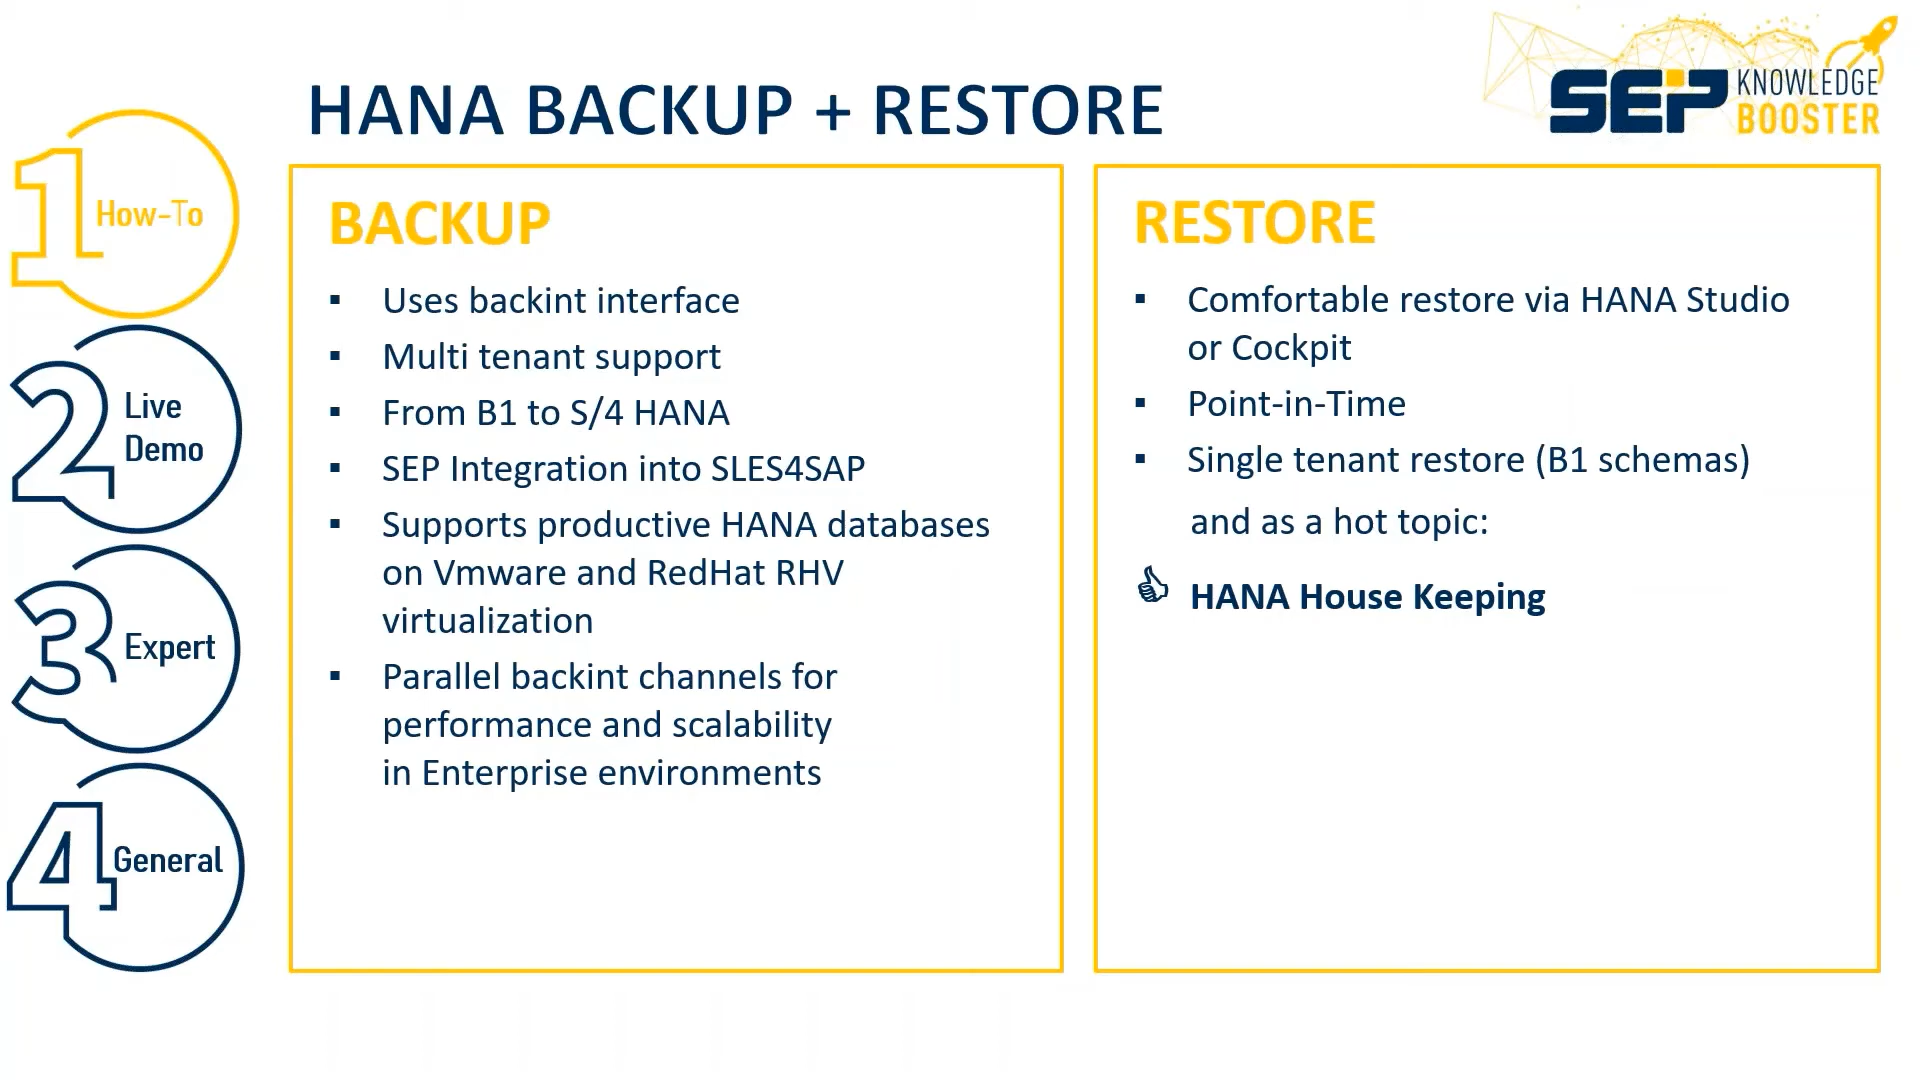 HANA BACKUP + RESTORE
SEP KNOWLEDGE
BOOSTER
1 How-To
2 Live
Demo
3 Expert
4 General
BACKUP
▪ Uses backint interface
▪ Multi tenant support
▪ From B1 to S/4 HANA
▪ SEP Integration into SLES4SAP
▪ Supports productive HANA databases
on Vmware and RedHat RHV
virtualization
▪ Parallel backint channels for
performance and scalability
in Enterprise environments
RESTORE
▪ Comfortable restore via HANA Studio
or Cockpit
▪ Point-in-Time
▪ Single tenant restore (B1 schemas)
and as a hot topic:
HANA House Keeping